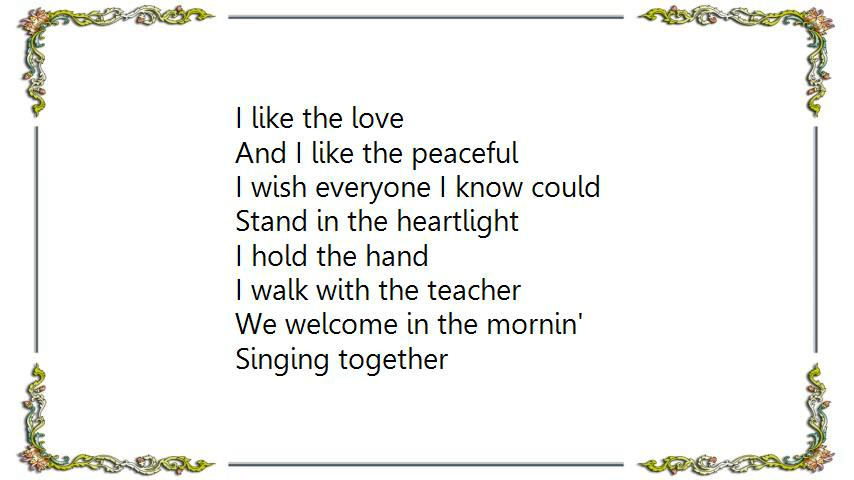 I like the love
And I like the peaceful
I wish everyone I know could
Stand in the heartlight
I hold the hand
I walk with the teacher
We welcome in the mornin'
Singing together